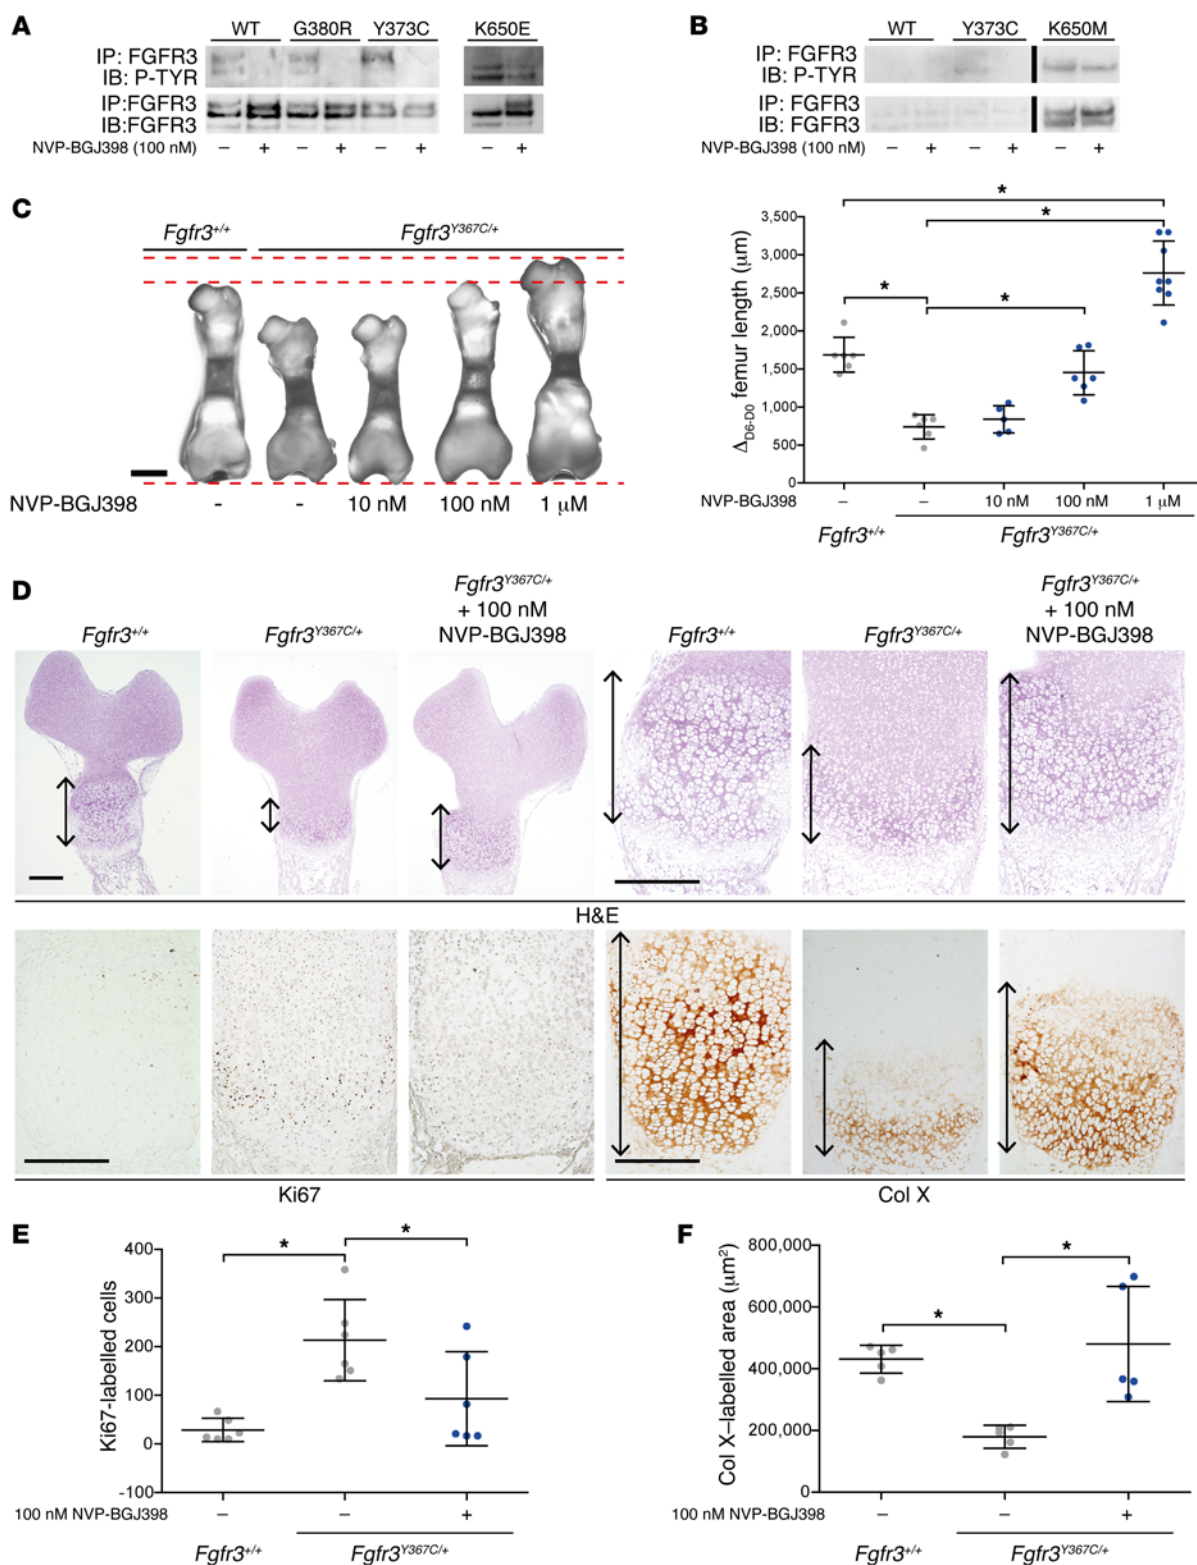 A
WT G380R Y373C K650E
IP: FGFR3
IB: P-TYR
IP:FGFR3
IB:FGFR3
NVP-BGJ398 (100 nM) – + – + – + – +
B
WT Y373C K650M
IP: FGFR3
IB: P-TYR
IP: FGFR3
IB: FGFR3
NVP-BGJ398 (100 nM) – + – + – +
C
Fgfr3+/+ Fgfr3Y367C/+
NVP-BGJ398 - - 10 nM 100 nM 1 μM
* * * *
ΔD6-D0 femur length (μm)
3,500
3,000
2,500
2,000
1,500
1,000
500
0
NVP-BGJ398 – – 10 nM 100 nM 1 μM
Fgfr3+/+ Fgfr3Y367C/+
D
Fgfr3+/+ Fgfr3Y367C/+ Fgfr3Y367C/+
+ 100 nM
NVP-BGJ398
Fgfr3+/+ Fgfr3Y367C/+ Fgfr3Y367C/+
+ 100 nM
NVP-BGJ398
H&E
Ki67 Col X
E
Ki67-labelled cells
400
300
200
100
0
-100
* *
100 nM NVP-BGJ398 – – +
Fgfr3+/+ Fgfr3Y367C/+
F
Col X–labelled area (μm²)
800,000
600,000
400,000
200,000
0
* *
100 nM NVP-BGJ398 – – +
Fgfr3+/+ Fgfr3Y367C/+